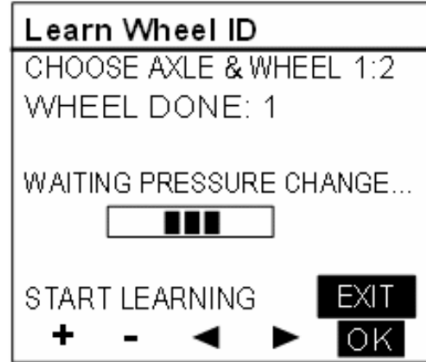 Learn Wheel ID
CHOOSE AXLE & WHEEL 1:2
WHEEL DONE: 1
WAITING PRESSURE CHANGE...
START LEARNING EXIT
+ - ◀ ▶ OK